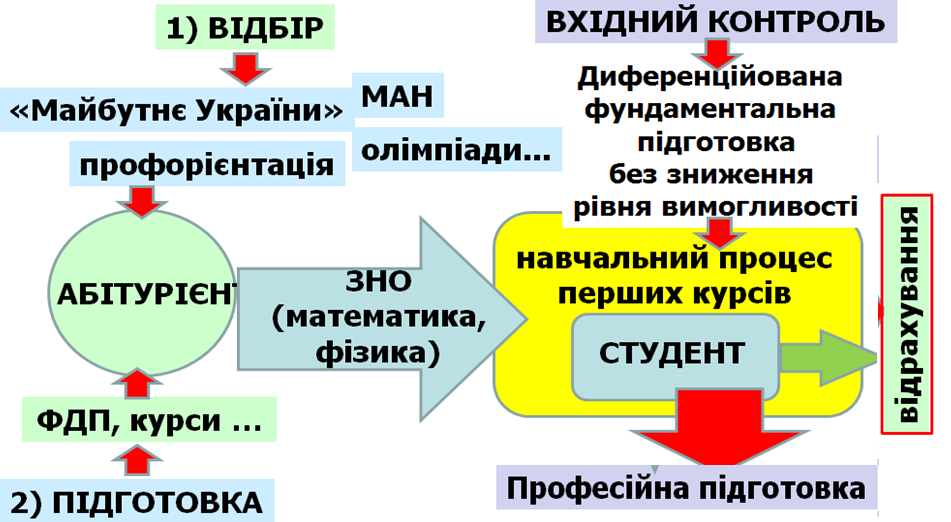 1) ВІДБІР
«Майбутнє України»
МАН
профорієнтація
олімпіади...
АБІТУРІЄНТ
ФДП, курси ...
2) ПІДГОТОВКА
ЗНО
(математика,
фізика)
ВХІДНИЙ КОНТРОЛЬ
Диференційована
фундаментальна
підготовка
без зниження
рівня вимогливості
навчальний процес
перших курсів
СТУДЕНТ
відрахування
Професійна підготовка